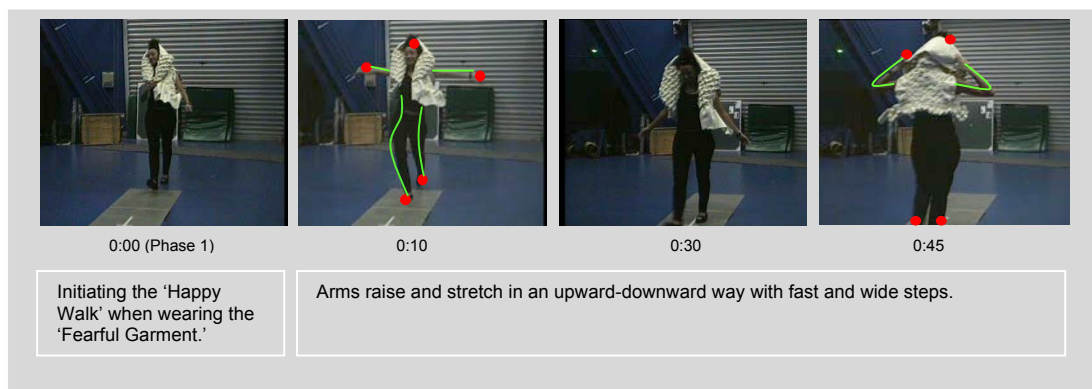 0:00 (Phase 1)
0:10
0:30
0:45
Initiating the ‘Happy
Walk’ when wearing the
‘Fearful Garment.’
Arms raise and stretch in an upward-downward way with fast and wide steps.